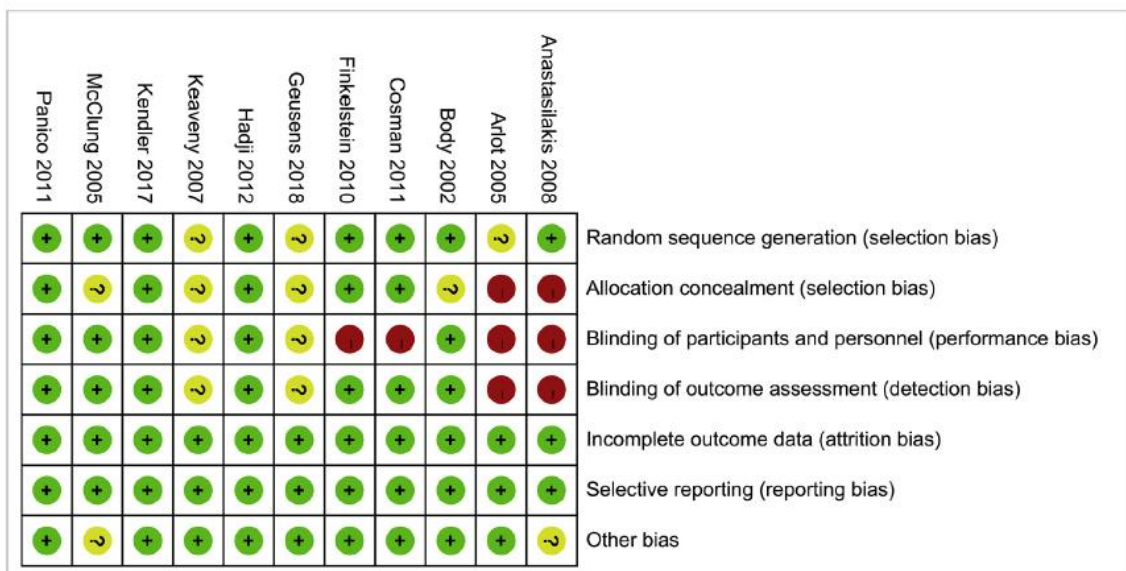 Panico 2011
McClung 2005
Kendler 2017
Keaveny 2007
Hadji 2012
Geusens 2018
Finkelstein 2010
Cosman 2011
Body 2002
Arlot 2005
Anastasilakis 2008
+ + + ? + ? + + + ? + Random sequence generation (selection bias)
+ ? + ? + ? + + ? – – Allocation concealment (selection bias)
+ + + ? + ? – – + – – Blinding of participants and personnel (performance bias)
+ + + ? + ? + + + – – Blinding of outcome assessment (detection bias)
+ + + + + + + + + + + Incomplete outcome data (attrition bias)
+ + + + + + + + + + + Selective reporting (reporting bias)
+ ? + + + + + + + + ? Other bias